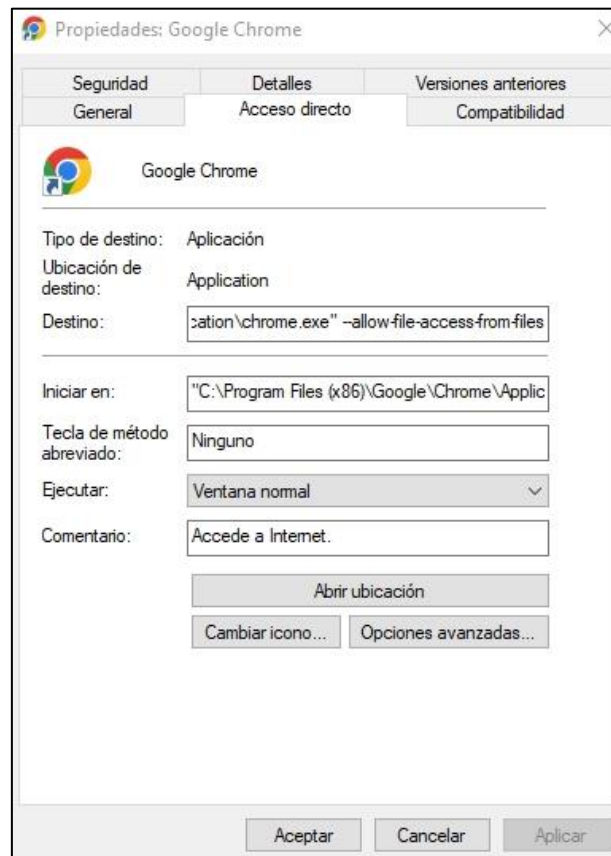 Propiedades: Google Chrome
Seguridad Detalles Versiones anteriores
General Acceso directo Compatibilidad
Google Chrome
Tipo de destino: Aplicación
Ubicación de
destino: Application
Destino: cation\chrome.exe" --allow-file-access-from-files
Iniciar en: "C:\Program Files (x86)\Google\Chrome\Applic
Tecla de método
abreviado: Ninguno
Ejecutar: Ventana normal
Comentario: Accede a Internet.
Abrir ubicación
Cambiar icono... Opciones avanzadas...
Aceptar Cancelar Aplicar